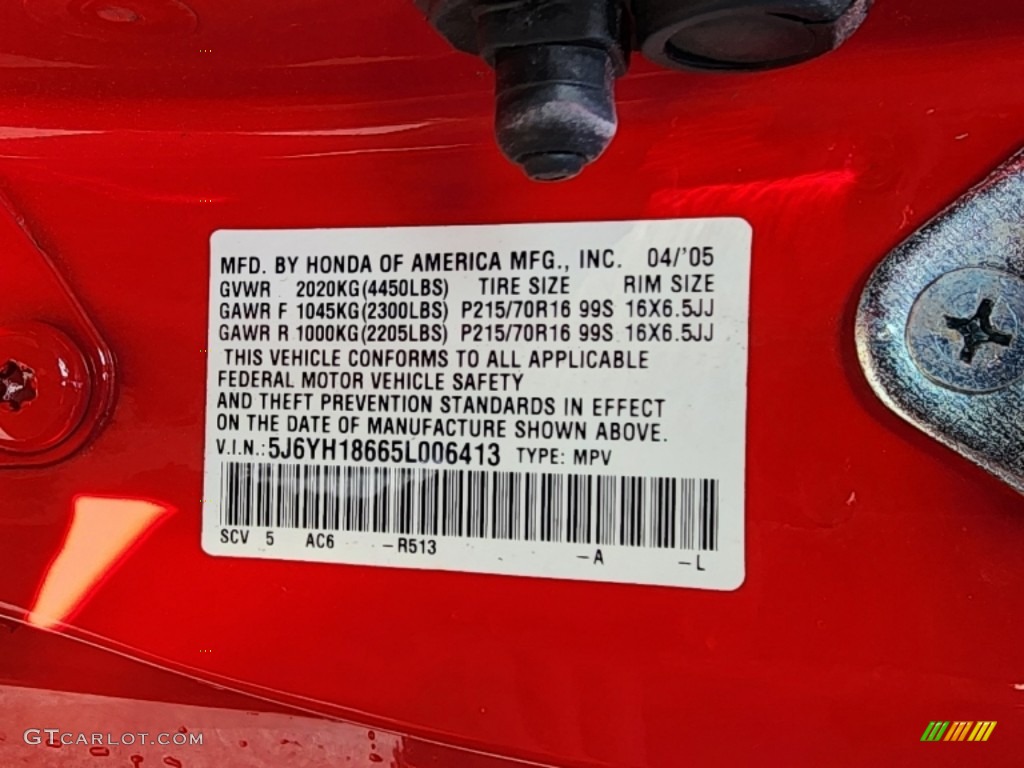 MFD. BY HONDA OF AMERICA MFG., INC. 04/'05
GVWR 2020KG(4450LBS) TIRE SIZE RIM SIZE
GAWR F 1045KG(2300LBS) P215/70R16 99S 16X6.5JJ
GAWR R 1000KG(2205LBS) P215/70R16 99S 16X6.5JJ
THIS VEHICLE CONFORMS TO ALL APPLICABLE
FEDERAL MOTOR VEHICLE SAFETY
AND THEFT PREVENTION STANDARDS IN EFFECT
ON THE DATE OF MANUFACTURE SHOWN ABOVE.
V.I.N.:5J6YH18665L006413 TYPE: MPV
SCV 5 AC6 -R513 -A -L
GTCARLOT.COM